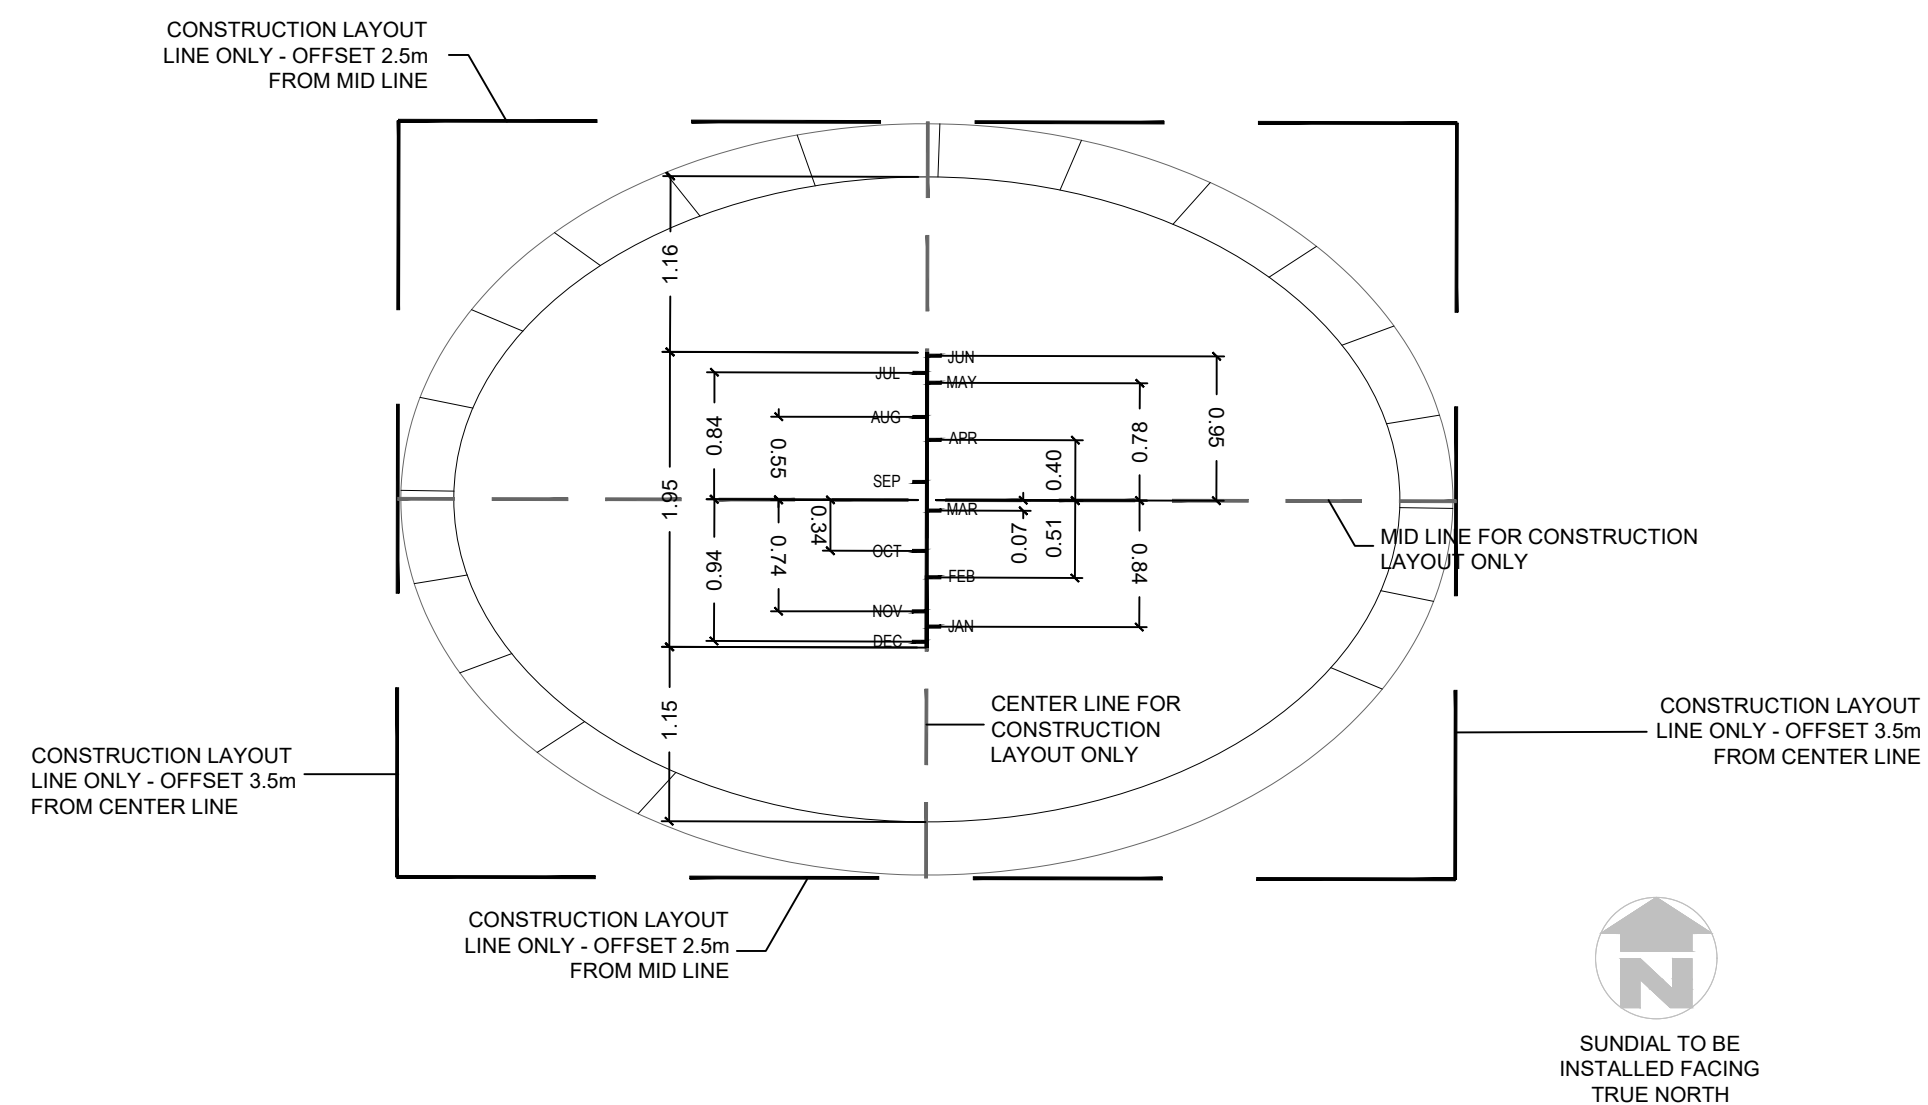 CONSTRUCTION LAYOUT
LINE ONLY - OFFSET 2.5m
FROM MID LINE
1.16
JUN
JUL
MAY
AUG
APR
SEP
MAR
OCT
FEB
NOV
JAN
DEC
0.84
0.55
1.95
0.94
0.74
0.34
0.40
0.78
0.95
0.07
0.51
0.84
1.15
MID LINE FOR CONSTRUCTION
LAYOUT ONLY
CENTER LINE FOR
CONSTRUCTION
LAYOUT ONLY
CONSTRUCTION LAYOUT
LINE ONLY - OFFSET 3.5m
FROM CENTER LINE
CONSTRUCTION LAYOUT
LINE ONLY - OFFSET 3.5m
FROM CENTER LINE
CONSTRUCTION LAYOUT
LINE ONLY - OFFSET 2.5m
FROM MID LINE
N
SUNDIAL TO BE
INSTALLED FACING
TRUE NORTH